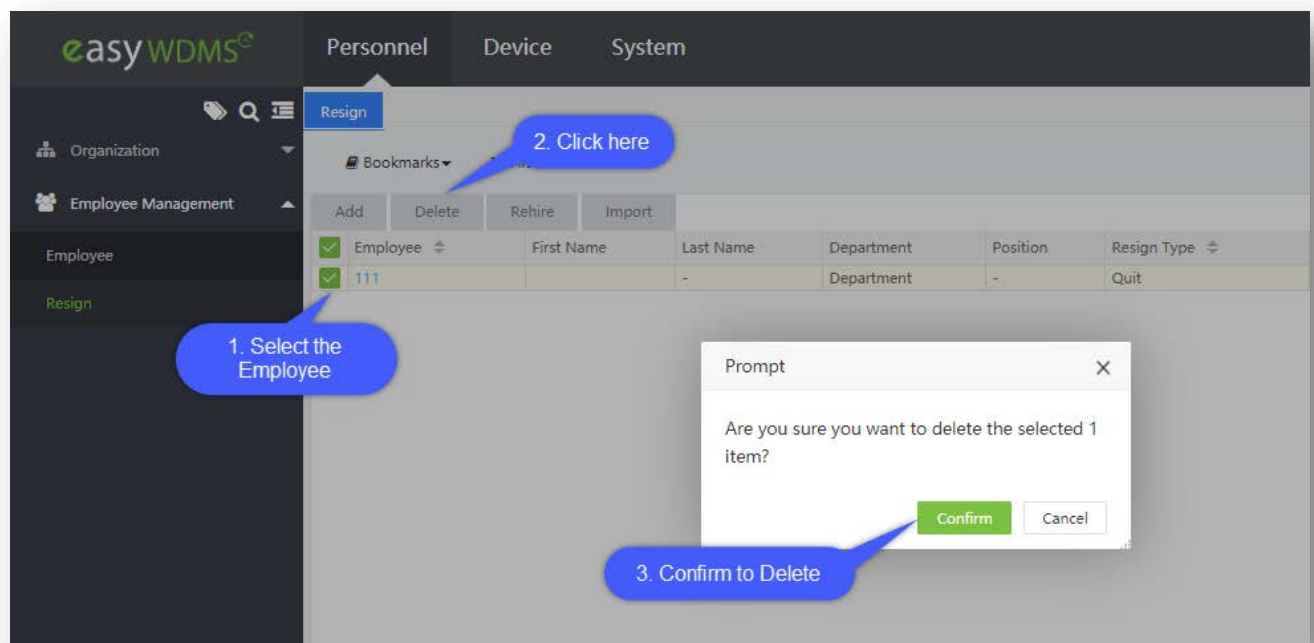 easy WDMS
Personnel Device System
Resign
Organization
2. Click here
Bookmarks
Employee Management
Add Delete Rehire Import
Employee First Name Last Name Department Position Resign Type
Employee
111 - Department - Quit
Resign
1. Select the
Employee
Prompt
Are you sure you want to delete the selected 1
item?
Confirm Cancel
3. Confirm to Delete